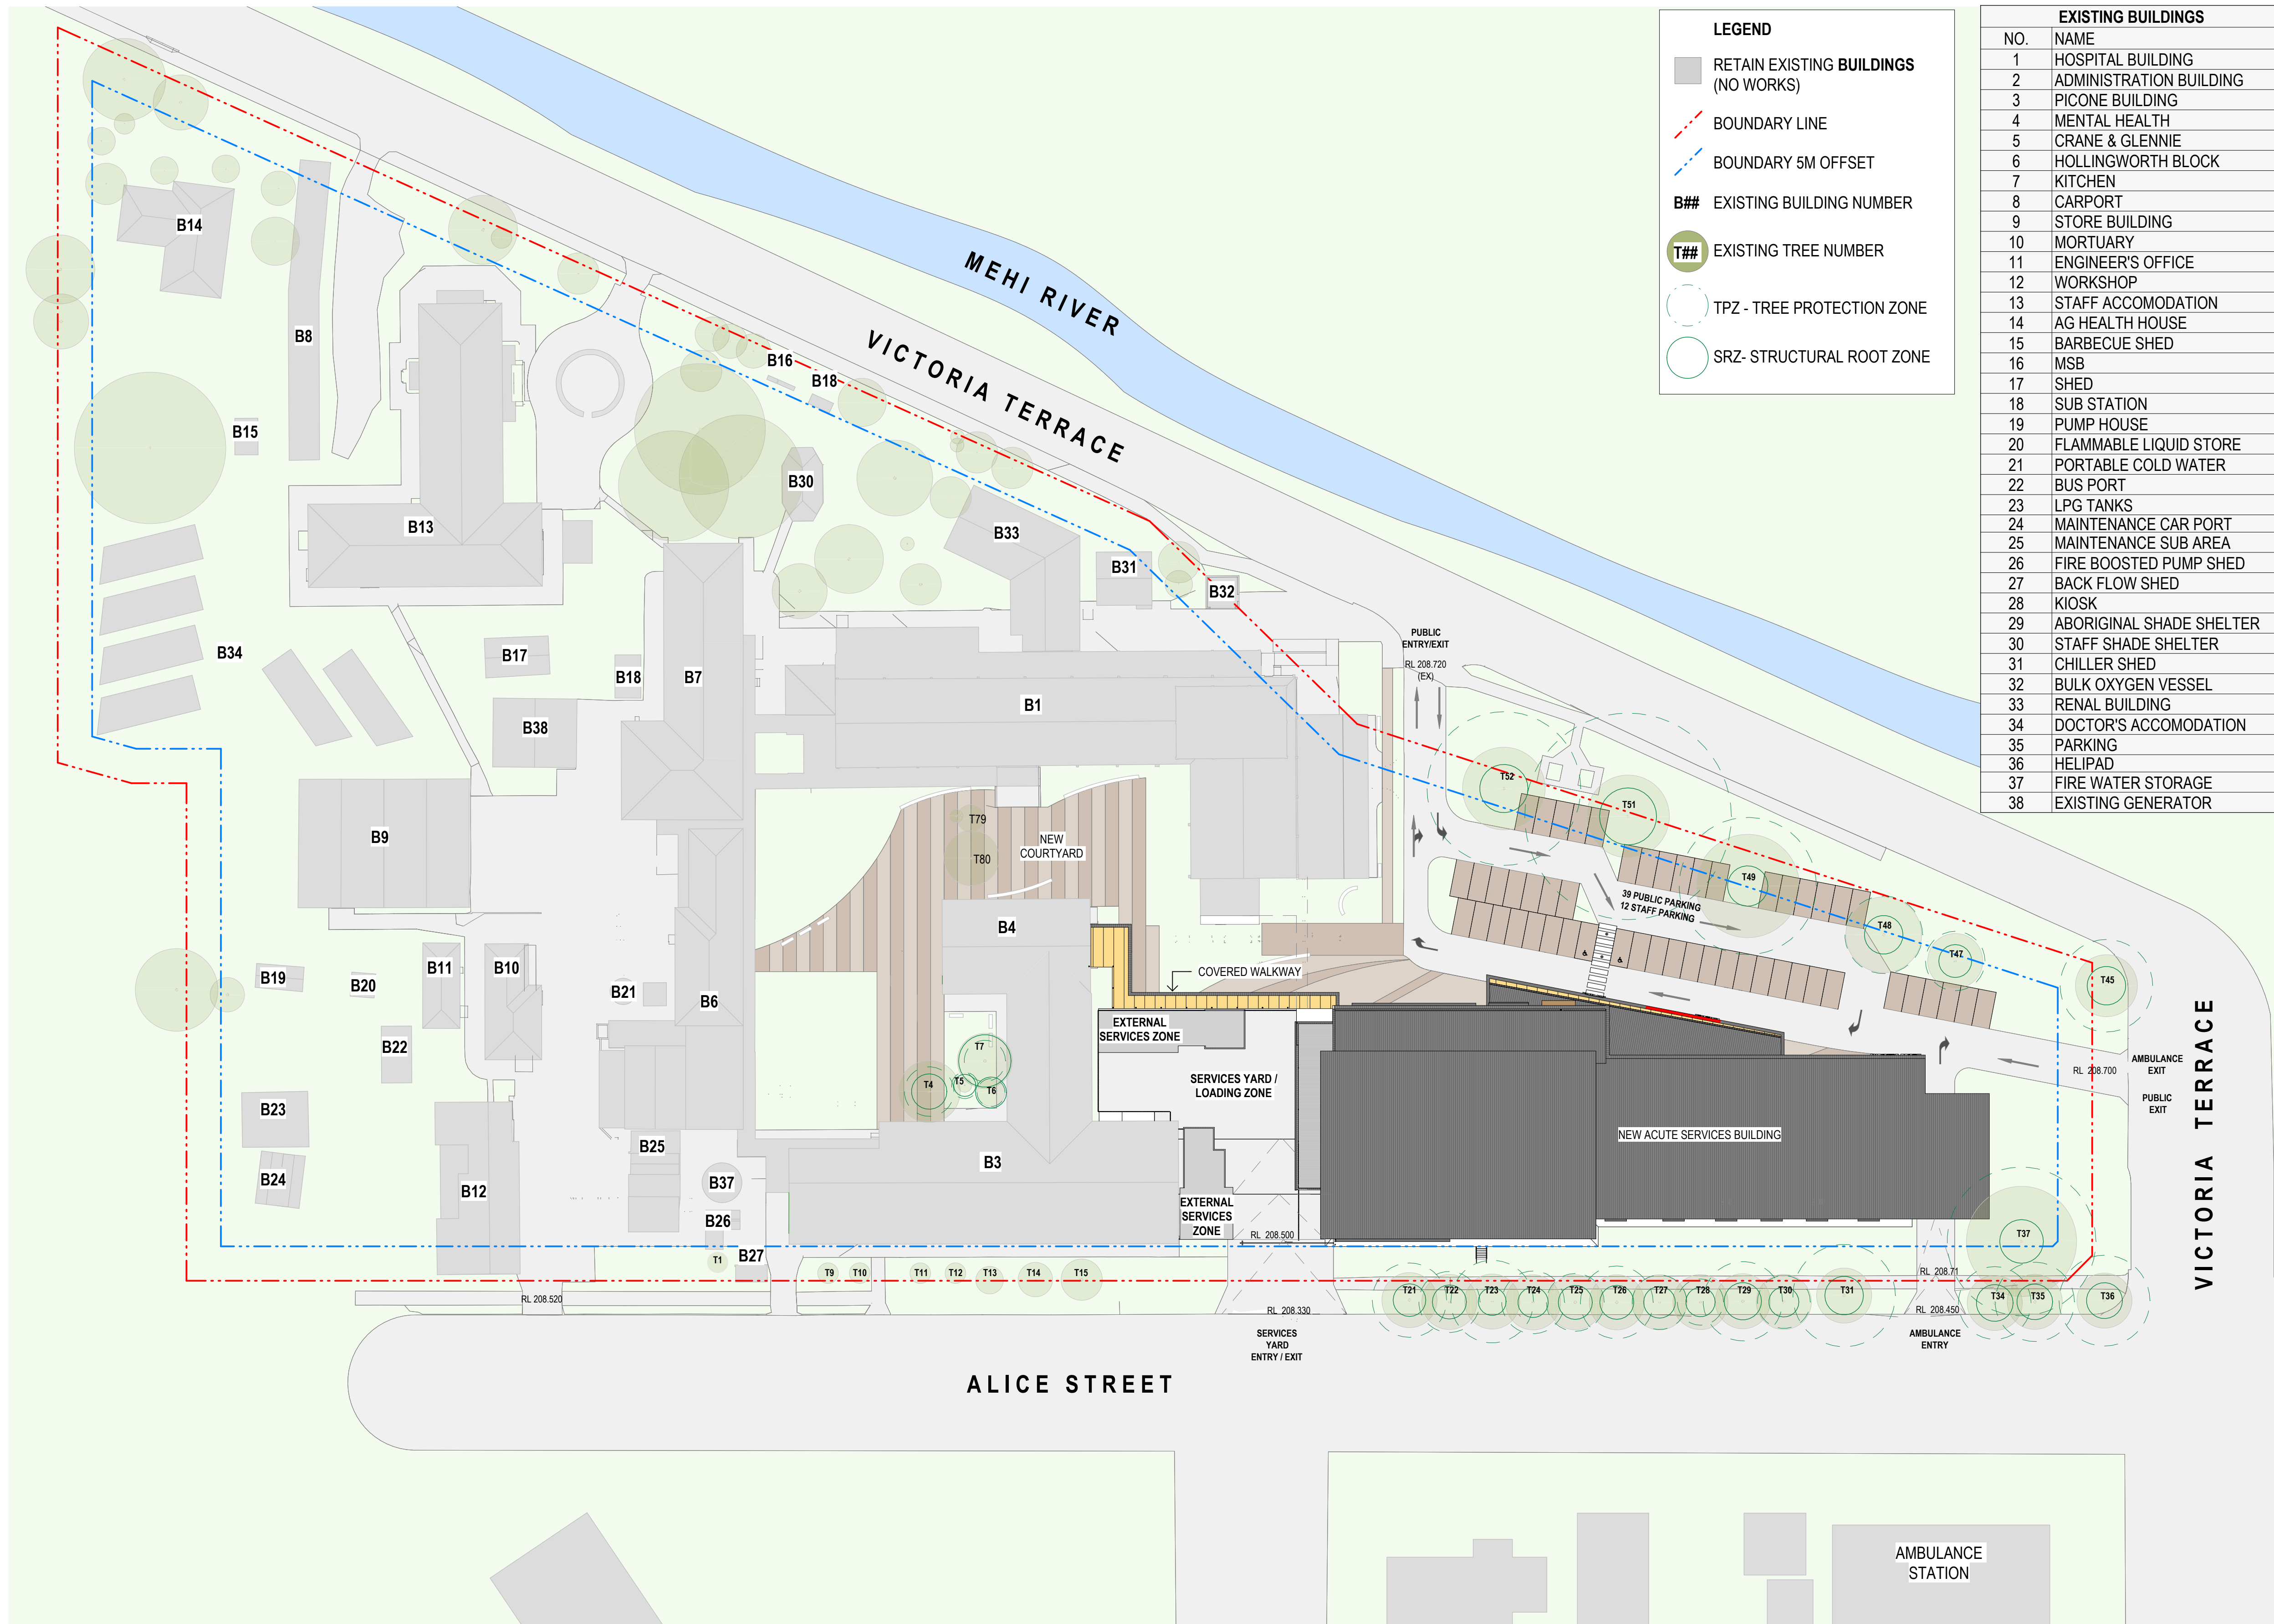 LEGEND
RETAIN EXISTING BUILDINGS
(NO WORKS)
BOUNDARY LINE
BOUNDARY 5M OFFSET
B## EXISTING BUILDING NUMBER
T## EXISTING TREE NUMBER
TPZ - TREE PROTECTION ZONE
SRZ- STRUCTURAL ROOT ZONE
EXISTING BUILDINGS
NO. NAME
1 HOSPITAL BUILDING
2 ADMINISTRATION BUILDING
3 PICONE BUILDING
4 MENTAL HEALTH
5 CRANE & GLENNIE
6 HOLLINGWORTH BLOCK
7 KITCHEN
8 CARPORT
9 STORE BUILDING
10 MORTUARY
11 ENGINEER'S OFFICE
12 WORKSHOP
13 STAFF ACCOMODATION
14 AG HEALTH HOUSE
15 BARBECUE SHED
16 MSB
17 SHED
18 SUB STATION
19 PUMP HOUSE
20 FLAMMABLE LIQUID STORE
21 PORTABLE COLD WATER
22 BUS PORT
23 LPG TANKS
24 MAINTENANCE CAR PORT
25 MAINTENANCE SUB AREA
26 FIRE BOOSTED PUMP SHED
27 BACK FLOW SHED
28 KIOSK
29 ABORIGINAL SHADE SHELTER
30 STAFF SHADE SHELTER
31 CHILLER SHED
32 BULK OXYGEN VESSEL
33 RENAL BUILDING
34 DOCTOR'S ACCOMODATION
35 PARKING
36 HELIPAD
37 FIRE WATER STORAGE
38 EXISTING GENERATOR
MEHI RIVER
VICTORIA TERRACE
B14
B8
B16
B18
B15
B30
B13
B33
B31
B32
B34
B17
B18
B7
B38
B1
PUBLIC
ENTRY/EXIT
RL 208.720
(EX)
T52
T51
T79
T80
NEW
COURTYARD
B9
T49
39 PUBLIC PARKING
12 STAFF PARKING
T48
T47
T45
B4
COVERED WALKWAY
B11
B10
B19
B20
B21
B6
B22
EXTERNAL
SERVICES ZONE
T7
T4
T5
T6
SERVICES YARD /
LOADING ZONE
AMBULANCE
EXIT
RL 208.700
PUBLIC
EXIT
VICTORIA TERRACE
B23
B24
B12
B25
B37
B26
B27
B3
NEW ACUTE SERVICES BUILDING
EXTERNAL
SERVICES
ZONE
RL 208.500
T37
T1
T9
T10
T11
T12
T13
T14
T15
RL 208.71
RL 208.520
T21
T22
T23
T24
T25
T26
T27
T28
T29
T30
T31
T34
T35
T36
RL 208.330
RL 208.450
SERVICES
YARD
ENTRY / EXIT
AMBULANCE
ENTRY
ALICE STREET
AMBULANCE
STATION